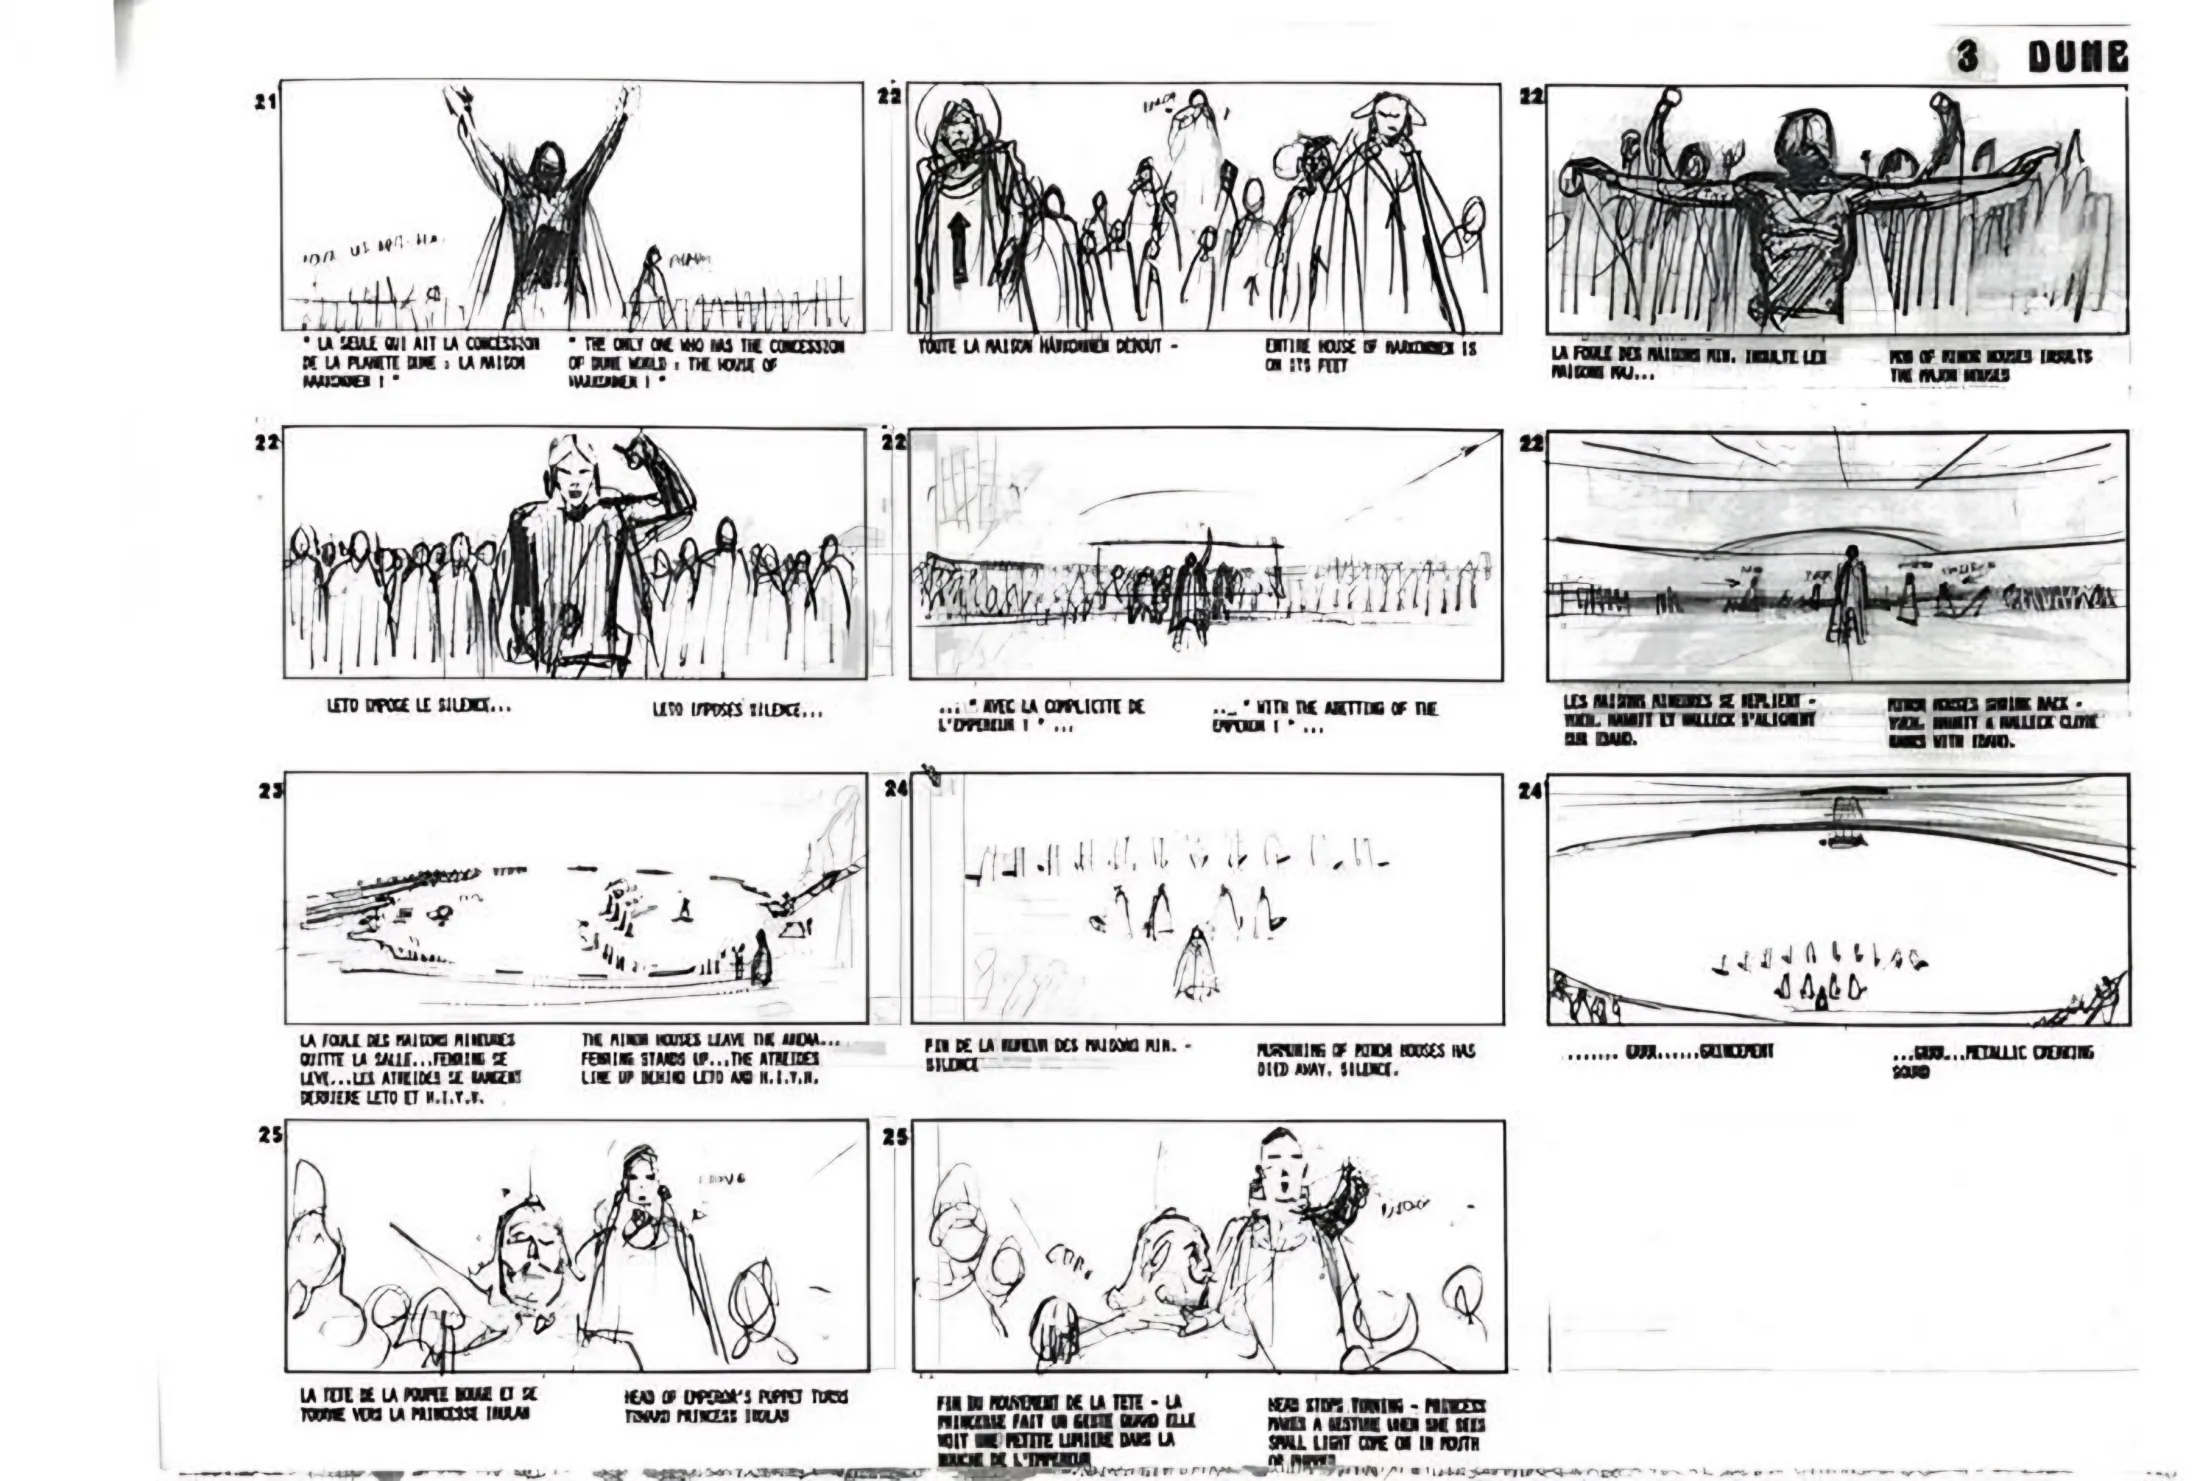 3 DUNE
21
" LA SEULE QUI AIT LA CONCESSION
DE LA PLANETE DUNE : LA MAISON
HARKONNEN ! "
" THE ONLY ONE WHO HAS THE CONCESSION
OF DUNE WORLD : THE HOUSE OF
HARKONNEN ! "
22
TOUTE LA MAISON HARKONNEN DEBOUT -
ENTIRE HOUSE OF HARKONNEN IS
ON ITS FEET
22
LA FOULE DES MAISONS MIN. INSULTE LES
MAISONS MAJ...
MOB OF MINOR HOUSES INSULTS
THE MAJOR HOUSES
22
LETO IMPOSE LE SILENCE...
LETO IMPOSES SILENCE...
22
..." AVEC LA COMPLICITE DE
L'EMPEREUR ! "...
..." WITH THE ABETTING OF THE
EMPEROR ! "...
22
LES MAISONS MINEURES SE REPLIENT -
YUEH, HAWAT ET HALLECK S'ALIGNENT
SUR IDAHO.
MINOR HOUSES BACK -
YUEH, HAWAT & HALLECK CLOSE
RANKS WITH IDAHO.
23
LA FOULE DES MAISONS MINEURES
QUITTE LA SALLE...FENRING SE
LEVE...LES ATREIDES SE RANGENT
DERRIERE LETO ET H.I.Y.H.
THE MINOR HOUSES LEAVE THE ARENA...
FENRING STANDS UP...THE ATREIDES
LINE UP BEHIND LETO AND H.I.Y.H.
24
FIN DE LA RUMEUR DES MAISONS MIN. -
SILENCE
MURMURING OF MINOR HOUSES HAS
DIED AWAY. SILENCE.
24
GRINCEMENT
METALLIC
SOUND
25
LA TETE DE LA POUPEE BOUGE ET SE
TOURNE VERS LA PRINCESSE IRULAN
HEAD OF EMPEROR'S PUPPET TURNS
TOWARD PRINCESS IRULAN
25
FIN DU MOUVEMENT DE LA TETE - LA
PRINCESSE FAIT UN GESTE QUAND ELLE
VOIT UNE PETITE LUMIERE DANS LA
BOUCHE DE L'EMPEREUR
HEAD STOPS TURNING - PRINCESS
MAKES A GESTURE WHEN SHE SEES
SMALL LIGHT COME ON IN MOUTH
OF PUPPET